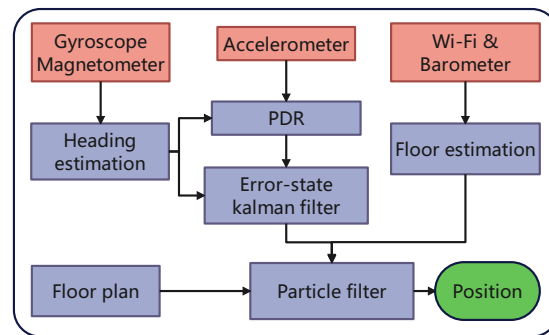 Gyroscope
Magnetometer
Accelerometer
Wi-Fi &
Barometer
Heading
estimation
PDR
Floor estimation
Error-state
kalman filter
Floor plan
Particle filter
Position